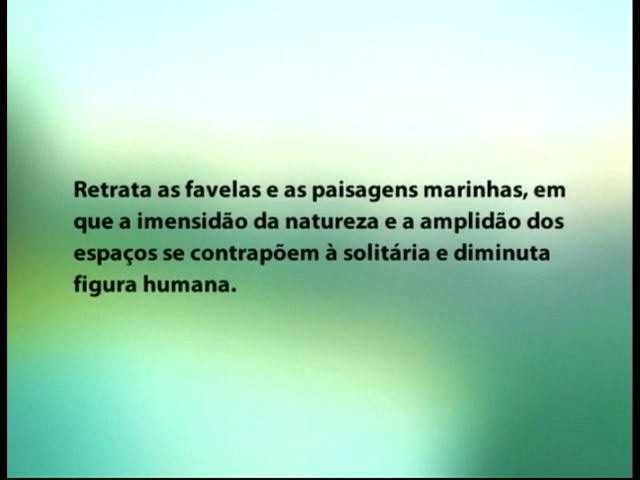 Retrata as favelas e as paisagens marinhas, em
que a imensidão da natureza e a amplidão dos
espaços se contrapõem à solitária e diminuta
figura humana.